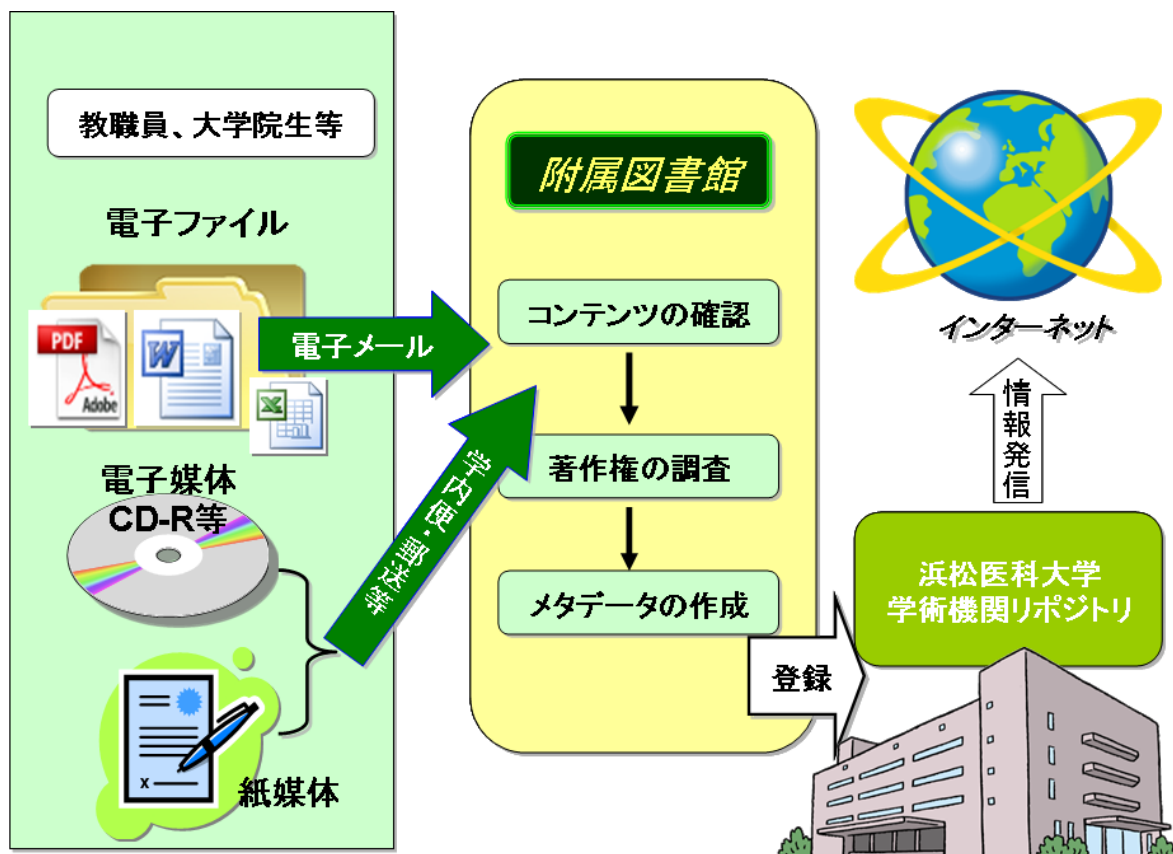 教職員、大学院生等
電子ファイル
PDF
Adobe
W
X
電子メール
電子媒体
CD-R等
学内便・郵送等
x
紙媒体
附属図書館
コンテンツの確認
著作権の調査
メタデータの作成
登録
インターネット
情報発信
浜松医科大学
学術機関リポジトリ